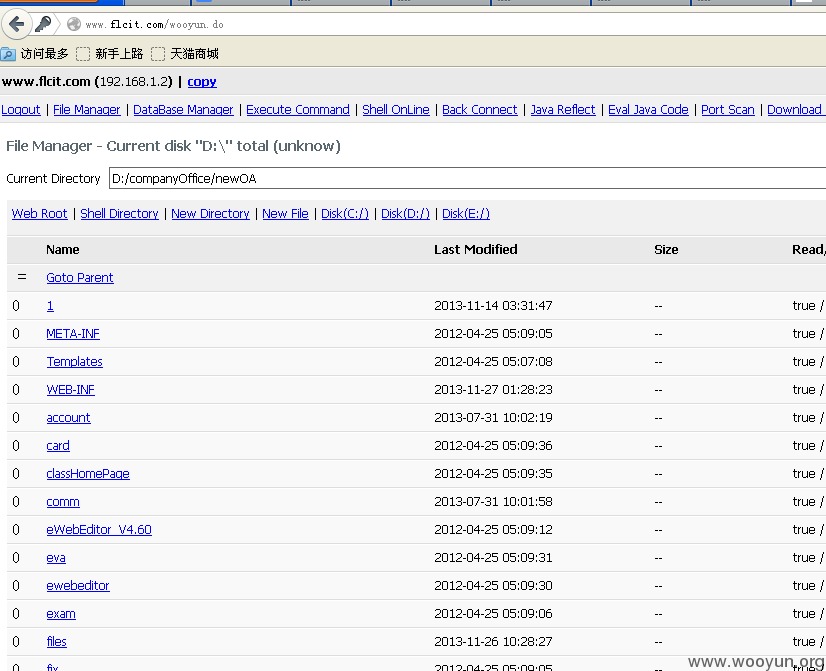 www.flcit.com/wooyun.do
访问最多 新手上路 天猫商城
www.flcit.com (192.168.1.2) | copy
Logout | File Manager | DataBase Manager | Execute Command | Shell OnLine | Back Connect | Java Reflect | Eval Java Code | Port Scan | Download
File Manager - Current disk "D:\" total (unknow)
Current Directory D:/companyOffice/newOA
Web Root | Shell Directory | New Directory | New File | Disk(C:/) | Disk(D:/) | Disk(E:/)
Name Last Modified Size Read/
= Goto Parent
0 1 2013-11-14 03:31:47 -- true /
0 META-INF 2012-04-25 05:09:05 -- true /
0 Templates 2012-04-25 05:07:08 -- true /
0 WEB-INF 2013-11-27 01:28:23 -- true /
0 account 2013-07-31 10:02:19 -- true /
0 card 2012-04-25 05:09:36 -- true /
0 classHomePage 2012-04-25 05:09:35 -- true /
0 comm 2013-07-31 10:01:58 -- true /
0 eWebEditor_V4.60 2012-04-25 05:09:12 -- true /
0 eva 2012-04-25 05:09:31 -- true /
0 ewebeditor 2012-04-25 05:09:30 -- true /
0 exam 2012-04-25 05:09:06 -- true /
0 files 2013-11-26 10:28:27 -- true /
0 fix 2012-04-25 05:09:05 -- true /
www.wooyun.org